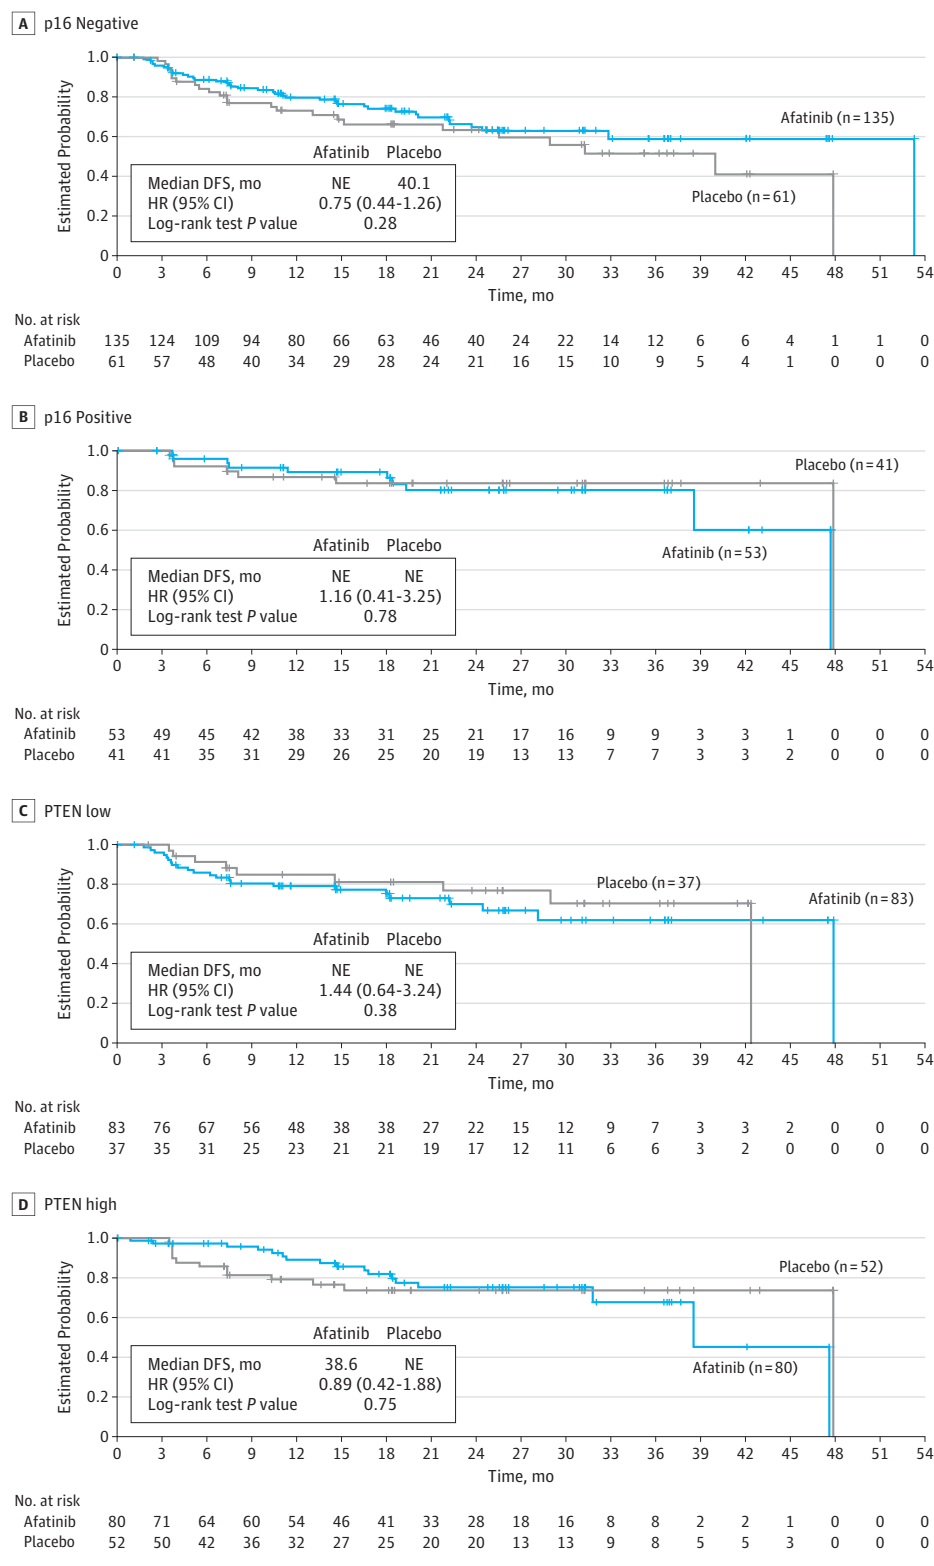 A p16 Negative
1.0
0.8
0.6
0.4
0.2
0
Estimated Probability
Afatinib (n=135)
Placebo (n=61)
Afatinib Placebo
Median DFS, mo NE 40.1
HR (95% CI) 0.75 (0.44-1.26)
Log-rank test P value 0.28
0 3 6 9 12 15 18 21 24 27 30 33 36 39 42 45 48 51 54
Time, mo
No. at risk
Afatinib 135 124 109 94 80 66 63 46 40 24 22 14 12 6 6 4 1 1 0
Placebo 61 57 48 40 34 29 28 24 21 16 15 10 9 5 4 1 0 0 0
B p16 Positive
1.0
0.8
0.6
0.4
0.2
0
Estimated Probability
Placebo (n=41)
Afatinib (n=53)
Afatinib Placebo
Median DFS, mo NE NE
HR (95% CI) 1.16 (0.41-3.25)
Log-rank test P value 0.78
0 3 6 9 12 15 18 21 24 27 30 33 36 39 42 45 48 51 54
Time, mo
No. at risk
Afatinib 53 49 45 42 38 33 31 25 21 17 16 9 9 3 3 1 0 0 0
Placebo 41 41 35 31 29 26 25 20 19 13 13 7 7 3 3 2 0 0 0
C PTEN low
1.0
0.8
0.6
0.4
0.2
0
Estimated Probability
Placebo (n=37)
Afatinib (n=83)
Afatinib Placebo
Median DFS, mo NE NE
HR (95% CI) 1.44 (0.64-3.24)
Log-rank test P value 0.38
0 3 6 9 12 15 18 21 24 27 30 33 36 39 42 45 48 51 54
Time, mo
No. at risk
Afatinib 83 76 67 56 48 38 38 27 22 15 12 9 7 3 3 2 0 0 0
Placebo 37 35 31 25 23 21 21 19 17 12 11 6 6 3 2 0 0 0 0
D PTEN high
1.0
0.8
0.6
0.4
0.2
0
Estimated Probability
Placebo (n=52)
Afatinib (n=80)
Afatinib Placebo
Median DFS, mo 38.6 NE
HR (95% CI) 0.89 (0.42-1.88)
Log-rank test P value 0.75
0 3 6 9 12 15 18 21 24 27 30 33 36 39 42 45 48 51 54
Time, mo
No. at risk
Afatinib 80 71 64 60 54 46 41 33 28 18 16 8 8 2 2 1 0 0 0
Placebo 52 50 42 36 32 27 25 20 20 13 13 9 8 5 5 3 0 0 0